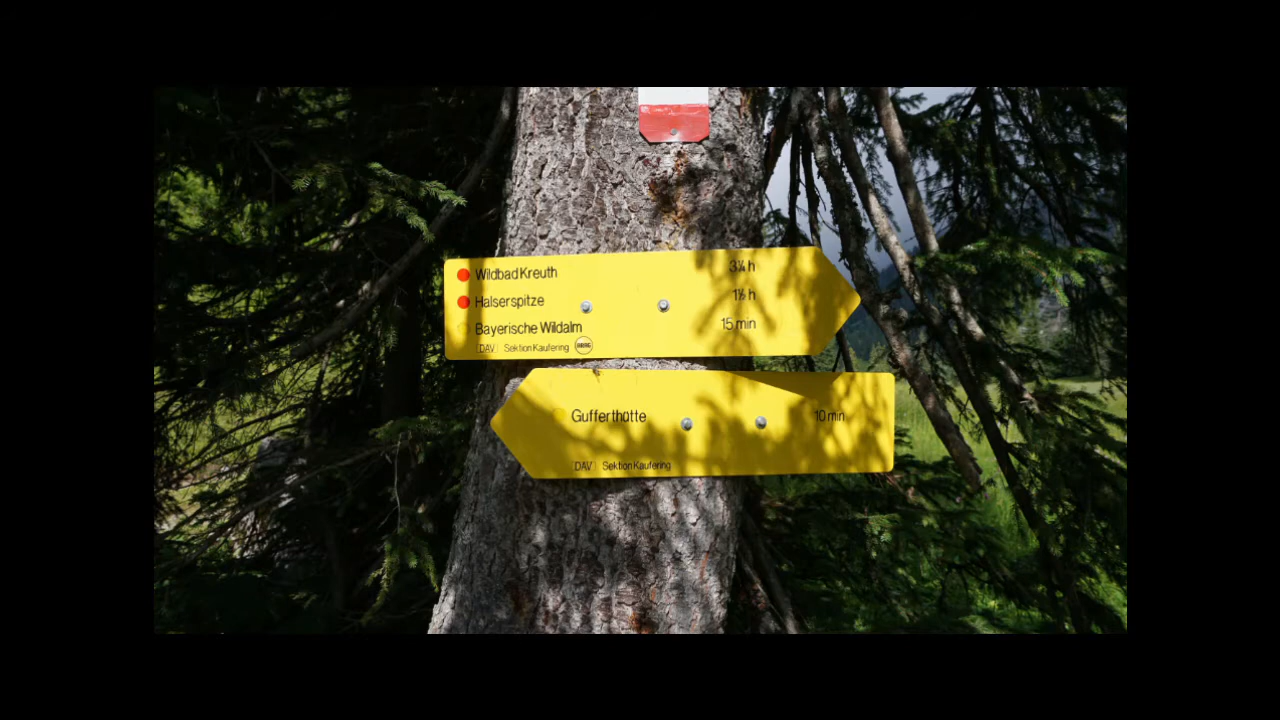 Wildbad Kreuth 3¼ h
Halserspitze 1½ h
Bayerische Wildalm 15 min
DAV Sektion Kaufering
Gufferthütte 10 min
DAV Sektion Kaufering